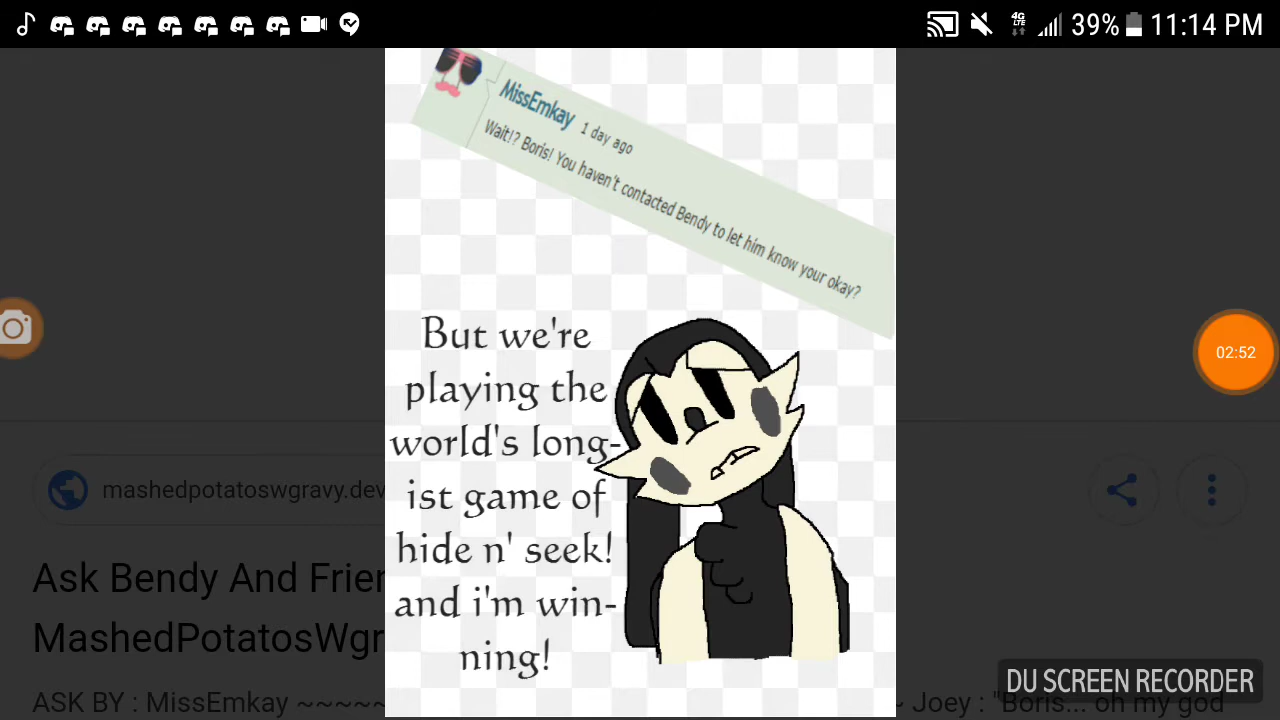 39% 11:14 PM
4G LTE
MissEmkay 1 day ago
Wait!? Boris! You haven't contacted Bendy to let him know your okay?
But we're
playing the
world's long-
ist game of
hide n' seek!
and i'm win-
ning!
02:52
mashedpotatoswgravy.dev
Ask Bendy And Frien
MashedPotatosWgr
DU SCREEN RECORDER
ASK BY : MissEmkay ~~~~~ ~ Joey : "Boris... oh my god